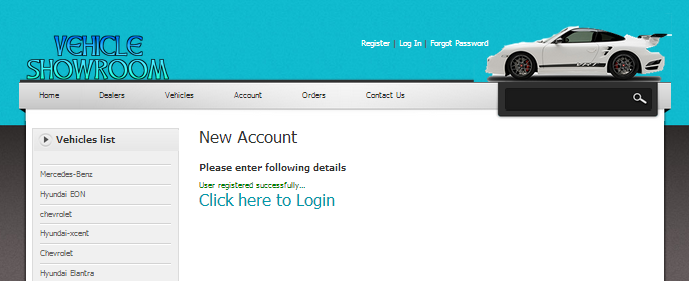 VEHICLE
SHOWROOM
Register | Log In | Forgot Password
Home Dealers Vehicles Account Orders Contact Us
Vehicles list
Mercedes-Benz
Hyundai EON
chevrolet
Hyundai-xcent
Chevrolet
Hyundai Elantra
New Account
Please enter following details
User registered successfully...
Click here to Login